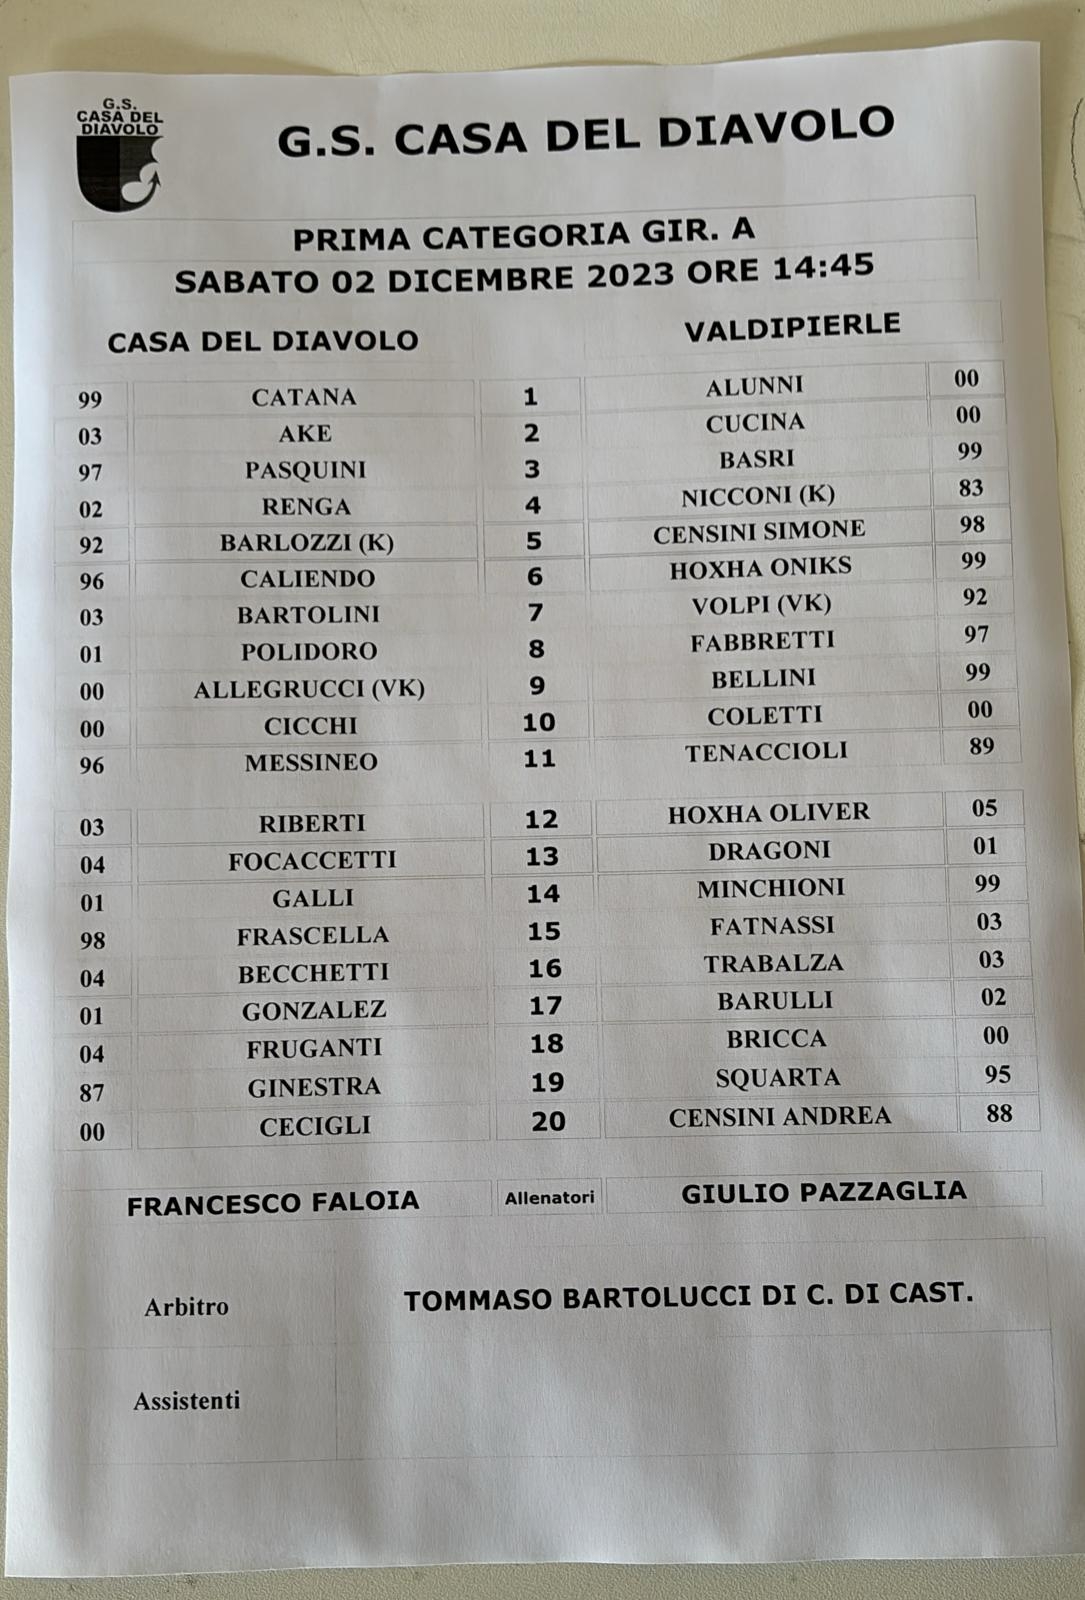 G.S.
CASA DEL
DIAVOLO
G.S. CASA DEL DIAVOLO
PRIMA CATEGORIA GIR. A
SABATO 02 DICEMBRE 2023 ORE 14:45
CASA DEL DIAVOLO VALDIPIERLE
99 CATANA 1 ALUNNI 00
03 AKE 2 CUCINA 00
97 PASQUINI 3 BASRI 99
02 RENGA 4 NICCONI (K) 83
92 BARLOZZI (K) 5 CENSINI SIMONE 98
96 CALIENDO 6 HOXHA ONIKS 99
03 BARTOLINI 7 VOLPI (VK) 92
01 POLIDORO 8 FABBRETTI 97
00 ALLEGRUCCI (VK) 9 BELLINI 99
00 CICCHI 10 COLETTI 00
96 MESSINEO 11 TENACCIOLI 89
03 RIBERTI 12 HOXHA OLIVER 05
04 FOCACCETTI 13 DRAGONI 01
01 GALLI 14 MINCHIONI 99
98 FRASCELLA 15 FATNASSI 03
04 BECCHETTI 16 TRABALZA 03
01 GONZALEZ 17 BARULLI 02
04 FRUGANTI 18 BRICCA 00
87 GINESTRA 19 SQUARTA 95
00 CECIGLI 20 CENSINI ANDREA 88
FRANCESCO FALOIA Allenatori GIULIO PAZZAGLIA
Arbitro TOMMASO BARTOLUCCI DI C. DI CAST.
Assistenti